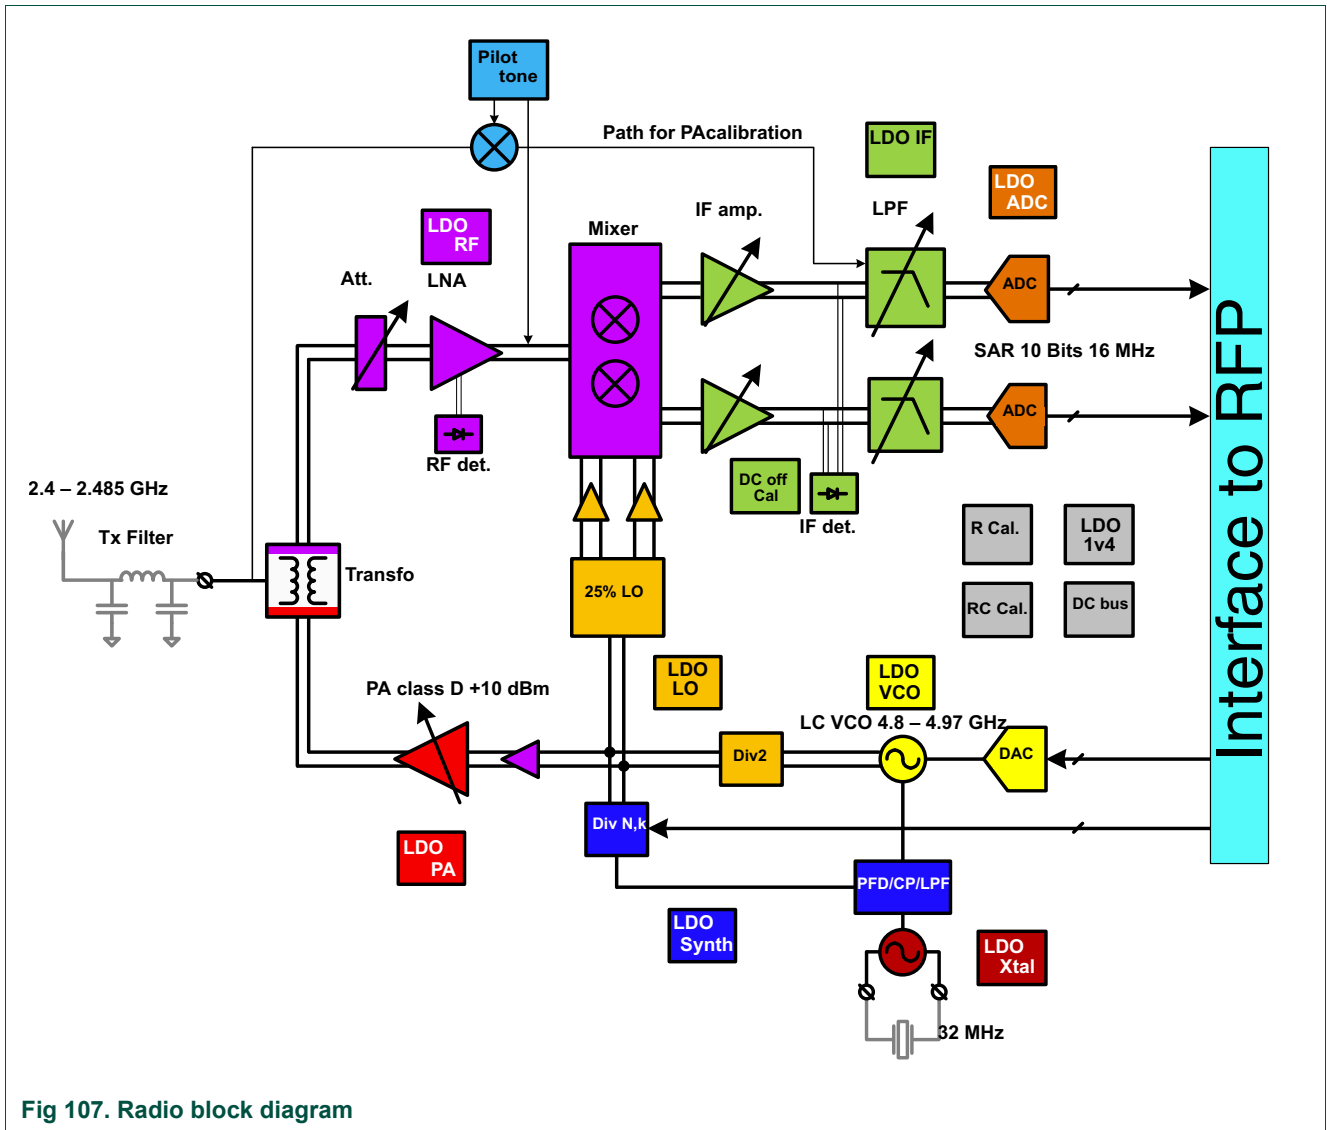 Pilot
tone
Path for PAcalibration
LDO IF
LDO
ADC
LDO
RF
IF amp.
LPF
Mixer
Att.
LNA
ADC
SAR 10 Bits 16 MHz
ADC
RF det.
DC off
Cal
IF det.
2.4 – 2.485 GHz
Tx Filter
Transfo
R Cal.
LDO
1v4
RC Cal.
DC bus
25% LO
Interface to RFP
LDO
LO
LDO
VCO
PA class D +10 dBm
LC VCO 4.8 – 4.97 GHz
Div2
DAC
Div N,k
LDO
PA
PFD/CP/LPF
LDO
Synth
LDO
Xtal
32 MHz
Fig 107. Radio block diagram